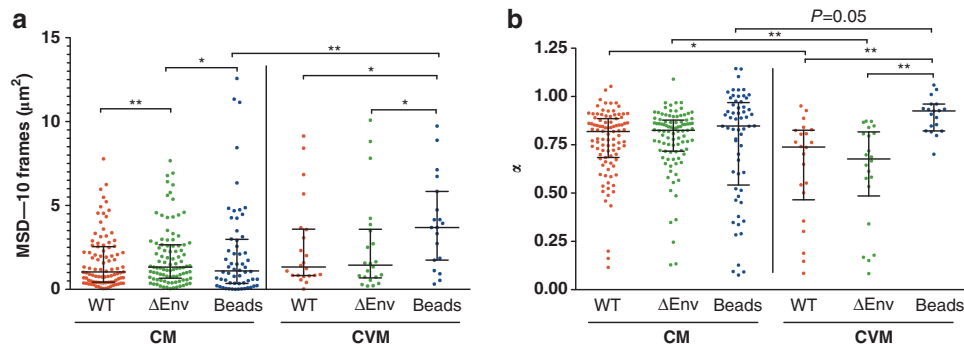 a
b
P=0.05
**
**
*
**
*
**
*
**
**
*
MSD—10 frames (μm²)
15
10
5
0
α
1.25
1.00
0.75
0.50
0.25
0.00
WT ΔEnv Beads WT ΔEnv Beads
CM CVM
WT ΔEnv Beads WT ΔEnv Beads
CM CVM